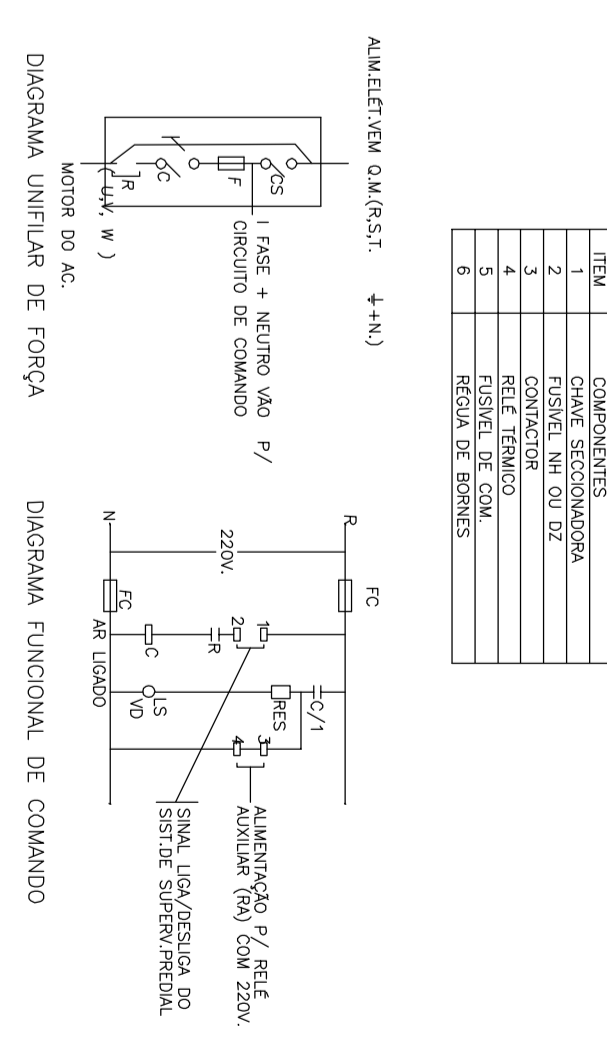 ITEM COMPONENTES
1 CHAVE SECCIONADORA
2 FUSÍVEL NH OU DZ
3 CONTACTOR
4 RELÉ TÉRMICO
5 FUSÍVEL DE COM.
6 RÉGUA DE BORNES
ALIM.ELÉT.VEM Q.M.(R,S,T. +N.)
CS
F
C
R
I FASE + NEUTRO VÃO P/
CIRCUITO DE COMANDO
( U,V, W )
MOTOR DO AC.
DIAGRAMA UNIFILAR DE FORÇA
R
FC
220V.
N
FC
1
2
R
C
AR LIGADO
C/1
RES
LS
VD
3
4
ALIMENTAÇÃO P/ RELÉ
AUXILIAR (RA) COM 220V.
SINAL LIGA/DESLIGA DO
SIST.DE SUPERV.PREDIAL
DIAGRAMA FUNCIONAL DE COMANDO